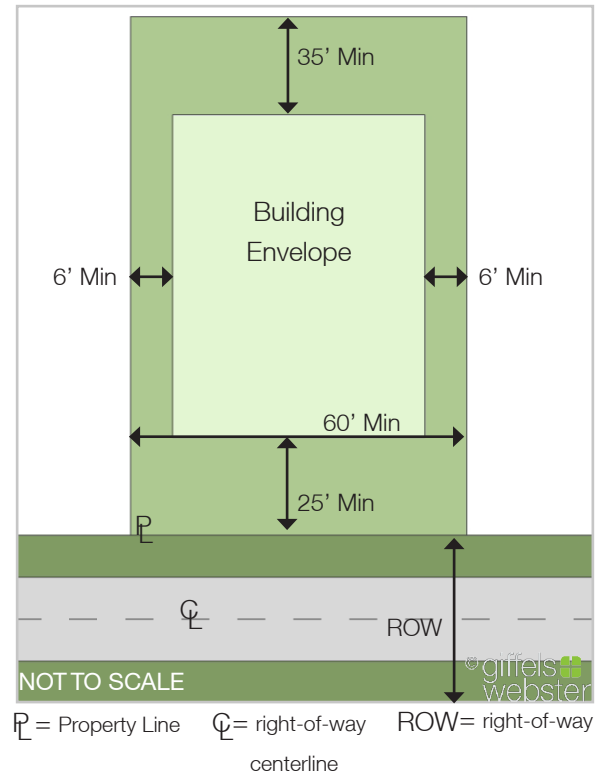 35’ Min
Building
Envelope
6’ Min
6’ Min
60’ Min
25’ Min
PL
CL
ROW
© giffels
webster
NOT TO SCALE
PL = Property Line
CL = right-of-way
centerline
ROW = right-of-way